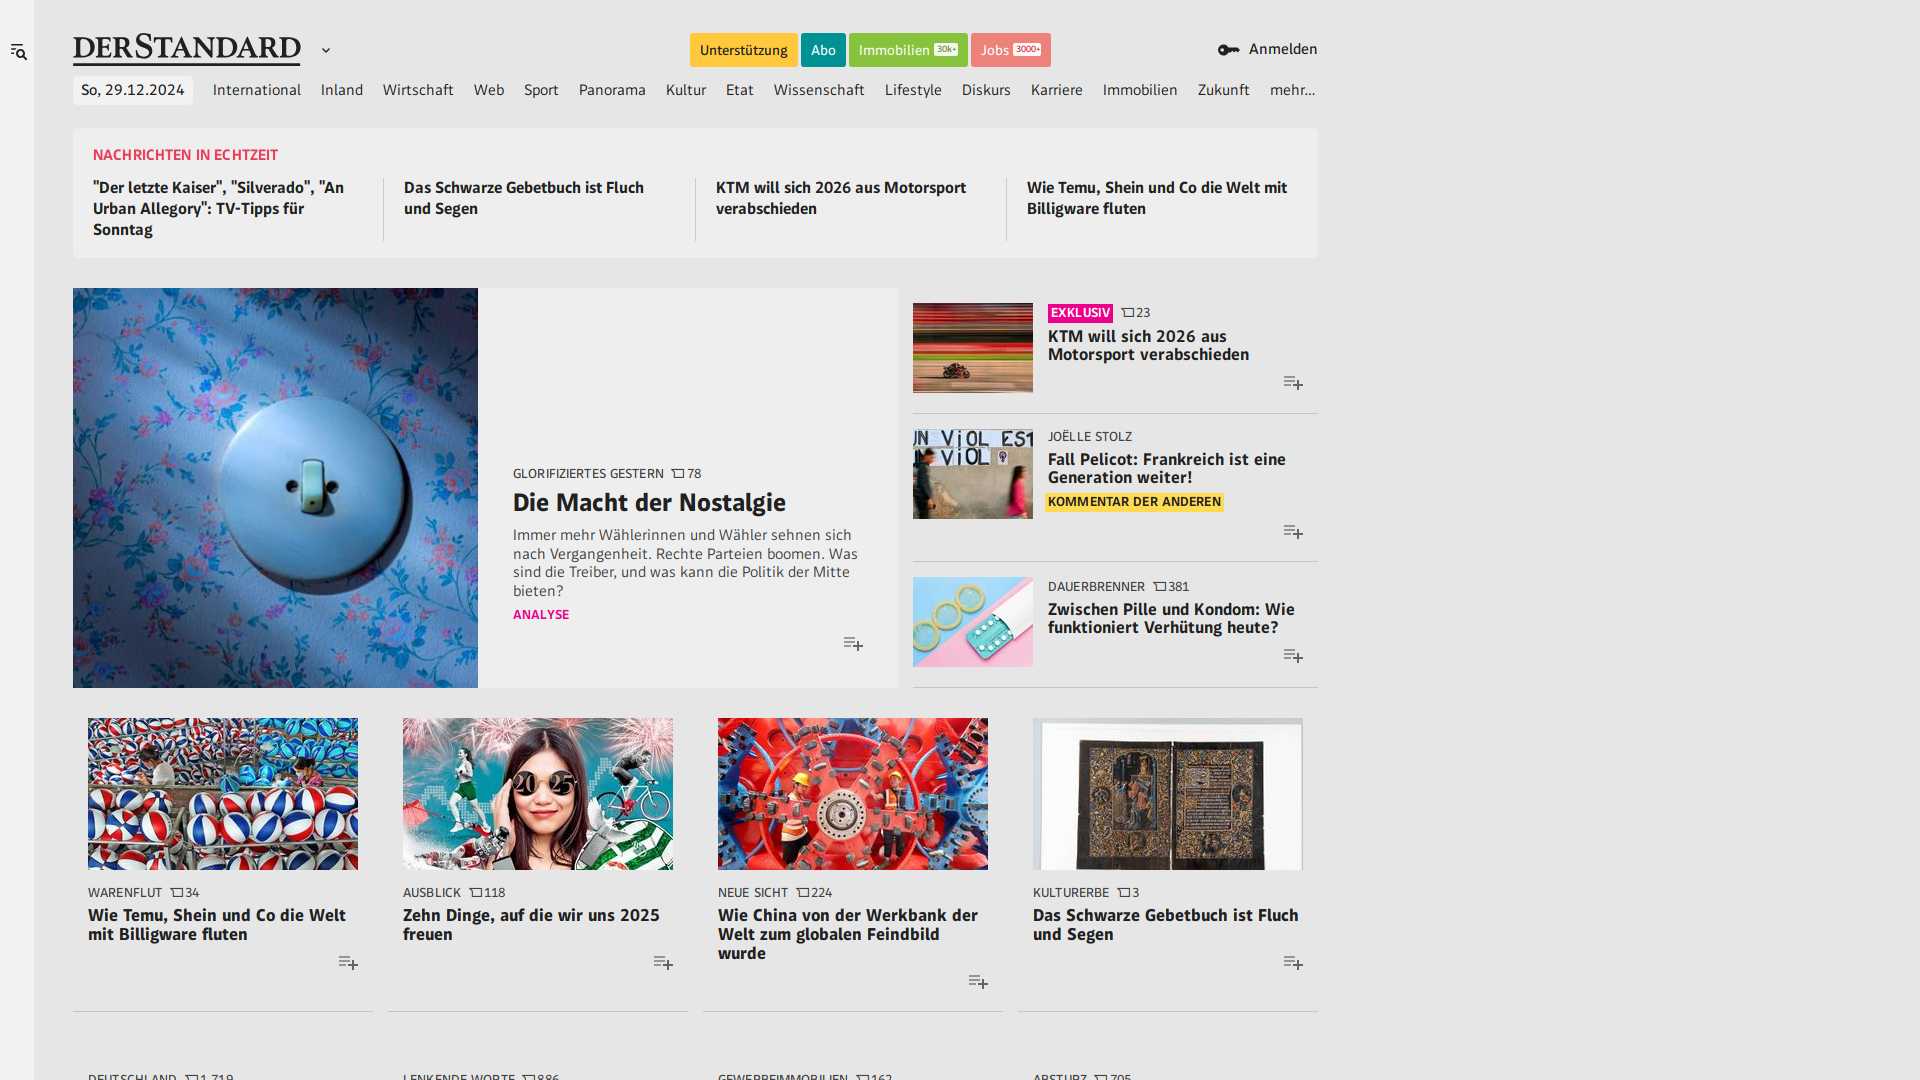 DERSTANDARD
Unterstützung
Abo
Immobilien 30k+
Jobs 3000+
Anmelden
So, 29.12.2024
International
Inland
Wirtschaft
Web
Sport
Panorama
Kultur
Etat
Wissenschaft
Lifestyle
Diskurs
Karriere
Immobilien
Zukunft
mehr...
NACHRICHTEN IN ECHTZEIT
"Der letzte Kaiser", "Silverado", "An
Urban Allegory": TV-Tipps für
Sonntag
Das Schwarze Gebetbuch ist Fluch
und Segen
KTM will sich 2026 aus Motorsport
verabschieden
Wie Temu, Shein und Co die Welt mit
Billigware fluten
GLORIFIZIERTES GESTERN 78
Die Macht der Nostalgie
Immer mehr Wählerinnen und Wähler sehnen sich
nach Vergangenheit. Rechte Parteien boomen. Was
sind die Treiber, und was kann die Politik der Mitte
bieten?
ANALYSE
EXKLUSIV 23
KTM will sich 2026 aus
Motorsport verabschieden
UN VIOL EST
UN VIOL
JOËLLE STOLZ
Fall Pelicot: Frankreich ist eine
Generation weiter!
KOMMENTAR DER ANDEREN
DAUERBRENNER 381
Zwischen Pille und Kondom: Wie
funktioniert Verhütung heute?
2025
WARENFLUT 34
Wie Temu, Shein und Co die Welt
mit Billigware fluten
AUSBLICK 118
Zehn Dinge, auf die wir uns 2025
freuen
NEUE SICHT 224
Wie China von der Werkbank der
Welt zum globalen Feindbild
wurde
KULTURERBE 3
Das Schwarze Gebetbuch ist Fluch
und Segen
DEUTSCHLAND 1.719
LENKENDE WORTE 886
GEWERBEIMMOBILIEN 162
ABSTURZ 705